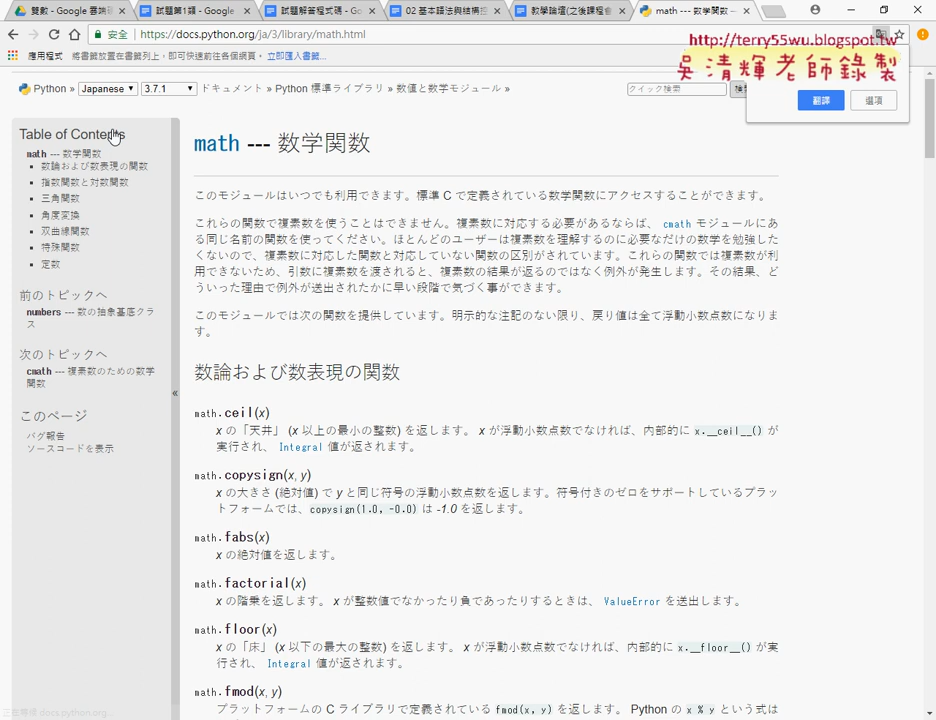 雙數 - Google 雲端
試題第1類 - Google
試題解答程式碼 - Go
02 基本語法與結構控
教學論壇(之後課程會
math --- 数学関数 —
安全 | https://docs.python.org/ja/3/library/math.html
應用程式 將書籤放置在書籤列上，即可快速前往各個網頁。 立即匯入書籤...
http://terry55wu.blogspot.tw
吳清輝老師錄製
翻譯 選項
Python » Japanese 3.7.1 ドキュメント » Python 標準ライブラリ » 数値と数学モジュール »
クイック検索
Table of Contents
math --- 数学関数
数論および数表現の関数
指数関数と対数関数
三角関数
角度変換
双曲線関数
特殊関数
定数
前のトピックへ
numbers --- 数の抽象基底クラ
ス
次のトピックへ
cmath --- 複素数のための数学
関数
このページ
バグ報告
ソースコードを表示
«
math --- 数学関数
このモジュールはいつでも利用できます。標準 C で定義されている数学関数にアクセスすることができます。
これらの関数で複素数を使うことはできません。複素数に対応する必要があるならば、 cmath モジュールにあ
る同じ名前の関数を使ってください。ほとんどのユーザーは複素数を理解するのに必要なだけの数学を勉強した
くないので、複素数に対応した関数と対応していない関数の区別がされています。これらの関数では複素数が利
用できないため、引数に複素数を渡されると、複素数の結果が返るのではなく例外が発生します。その結果、ど
ういった理由で例外が送出されたかに早い段階で気づく事ができます。
このモジュールでは次の関数を提供しています。明示的な注記のない限り、戻り値は全て浮動小数点数になりま
す。
数論および数表現の関数
math.ceil(x)
x の「天井」 (x 以上の最小の整数) を返します。 x が浮動小数点数でなければ、内部的に x.__ceil__() が
実行され、 Integral 値が返されます。
math.copysign(x, y)
x の大きさ (絶対値) で y と同じ符号の浮動小数点数を返します。符号付きのゼロをサポートしているプラッ
トフォームでは、copysign(1.0, -0.0) は -1.0 を返します。
math.fabs(x)
x の絶対値を返します。
math.factorial(x)
x の階乗を返します。 x が整数値でなかったり負であったりするときは、 ValueError を送出します。
math.floor(x)
x の「床」 (x 以下の最大の整数) を返します。 x が浮動小数点数でなければ、内部的に x.__floor__() が実
行され、 Integral 値が返されます。
math.fmod(x, y)
プラットフォームの C ライブラリで定義されている fmod(x, y) を返します。 Python の x % y という式は